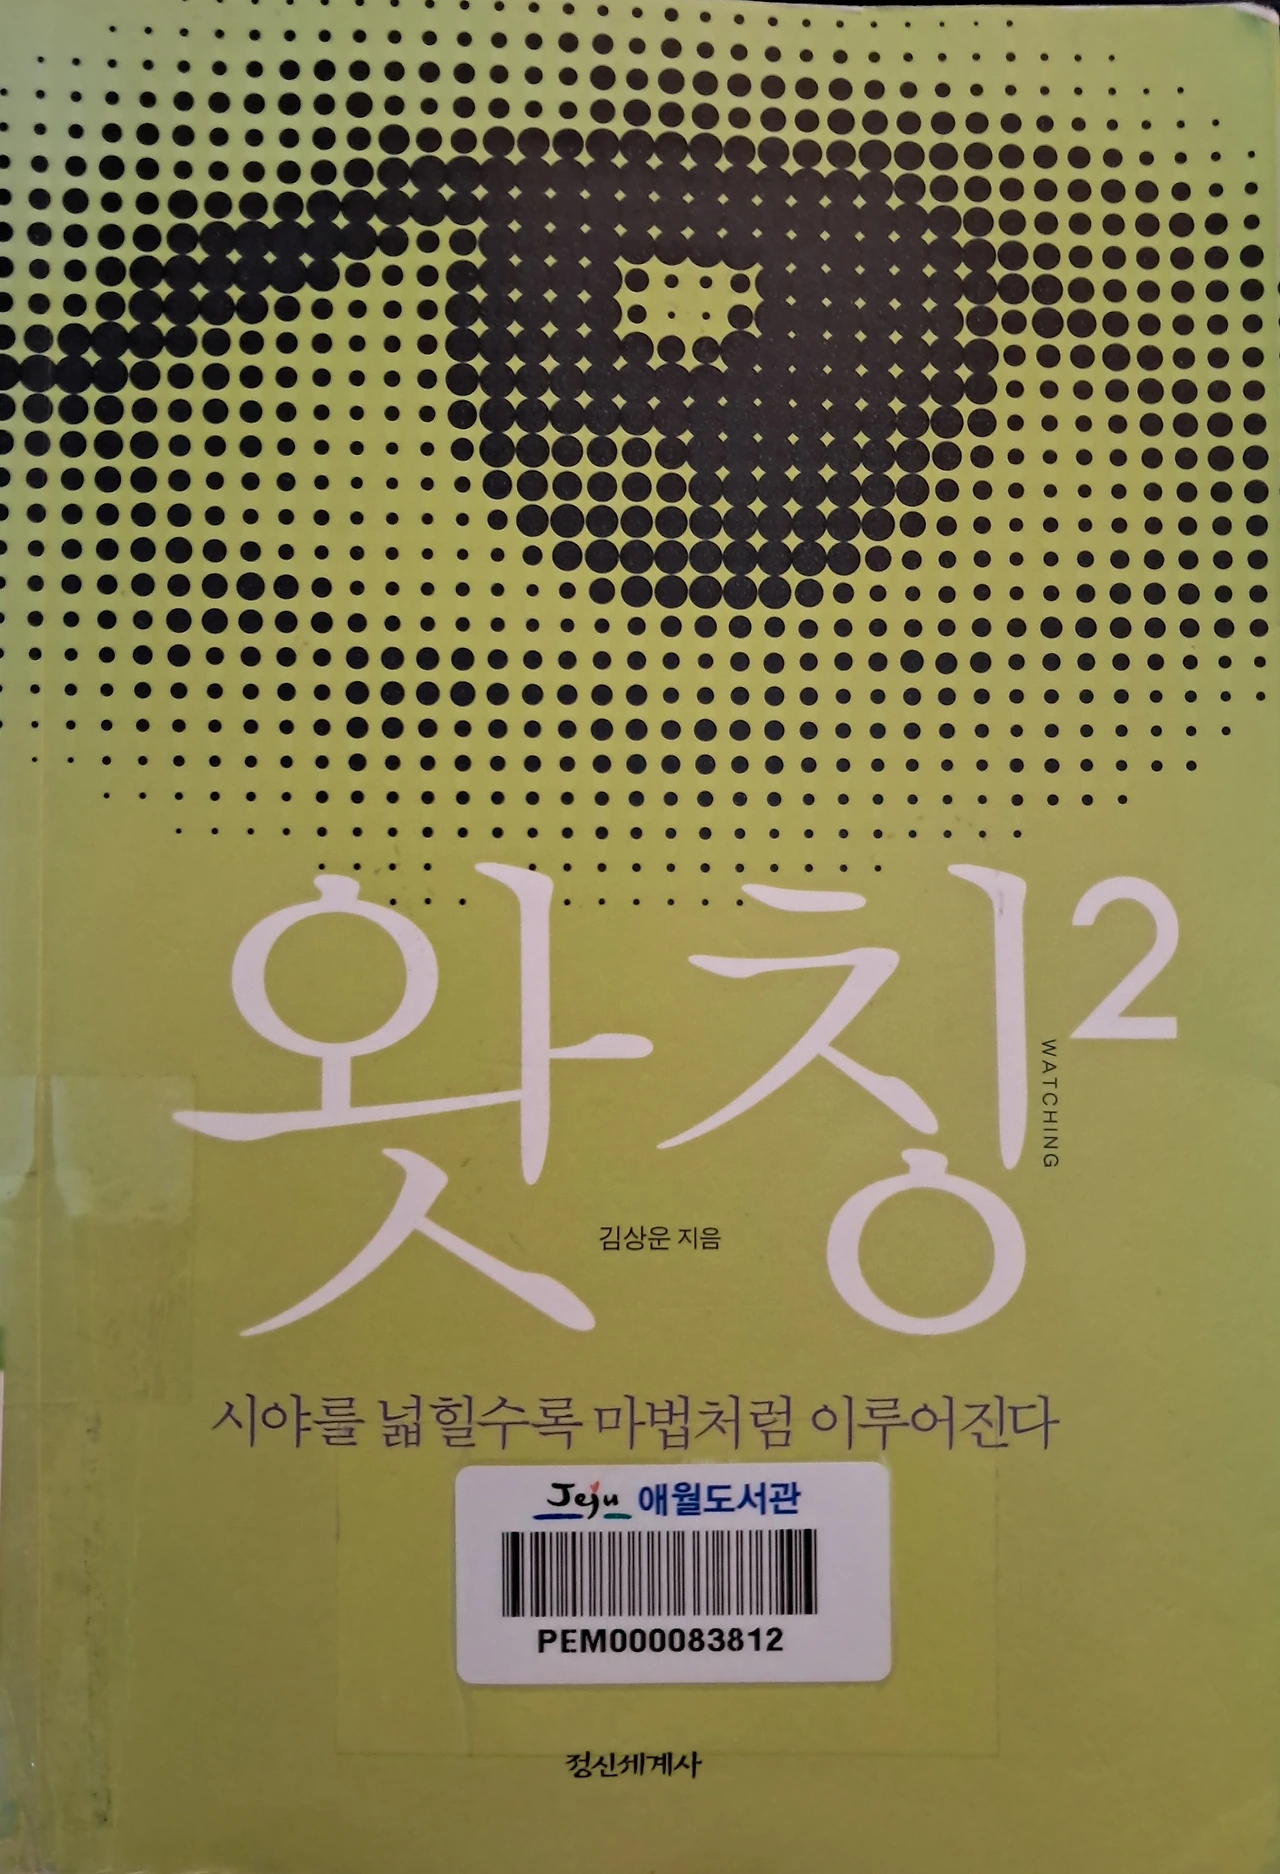 왓칭2
WATCHING
김상운 지음
시야를 넓힐수록 마법처럼 이루어진다
Jeju 애월도서관
PEM000083812
정신세계사